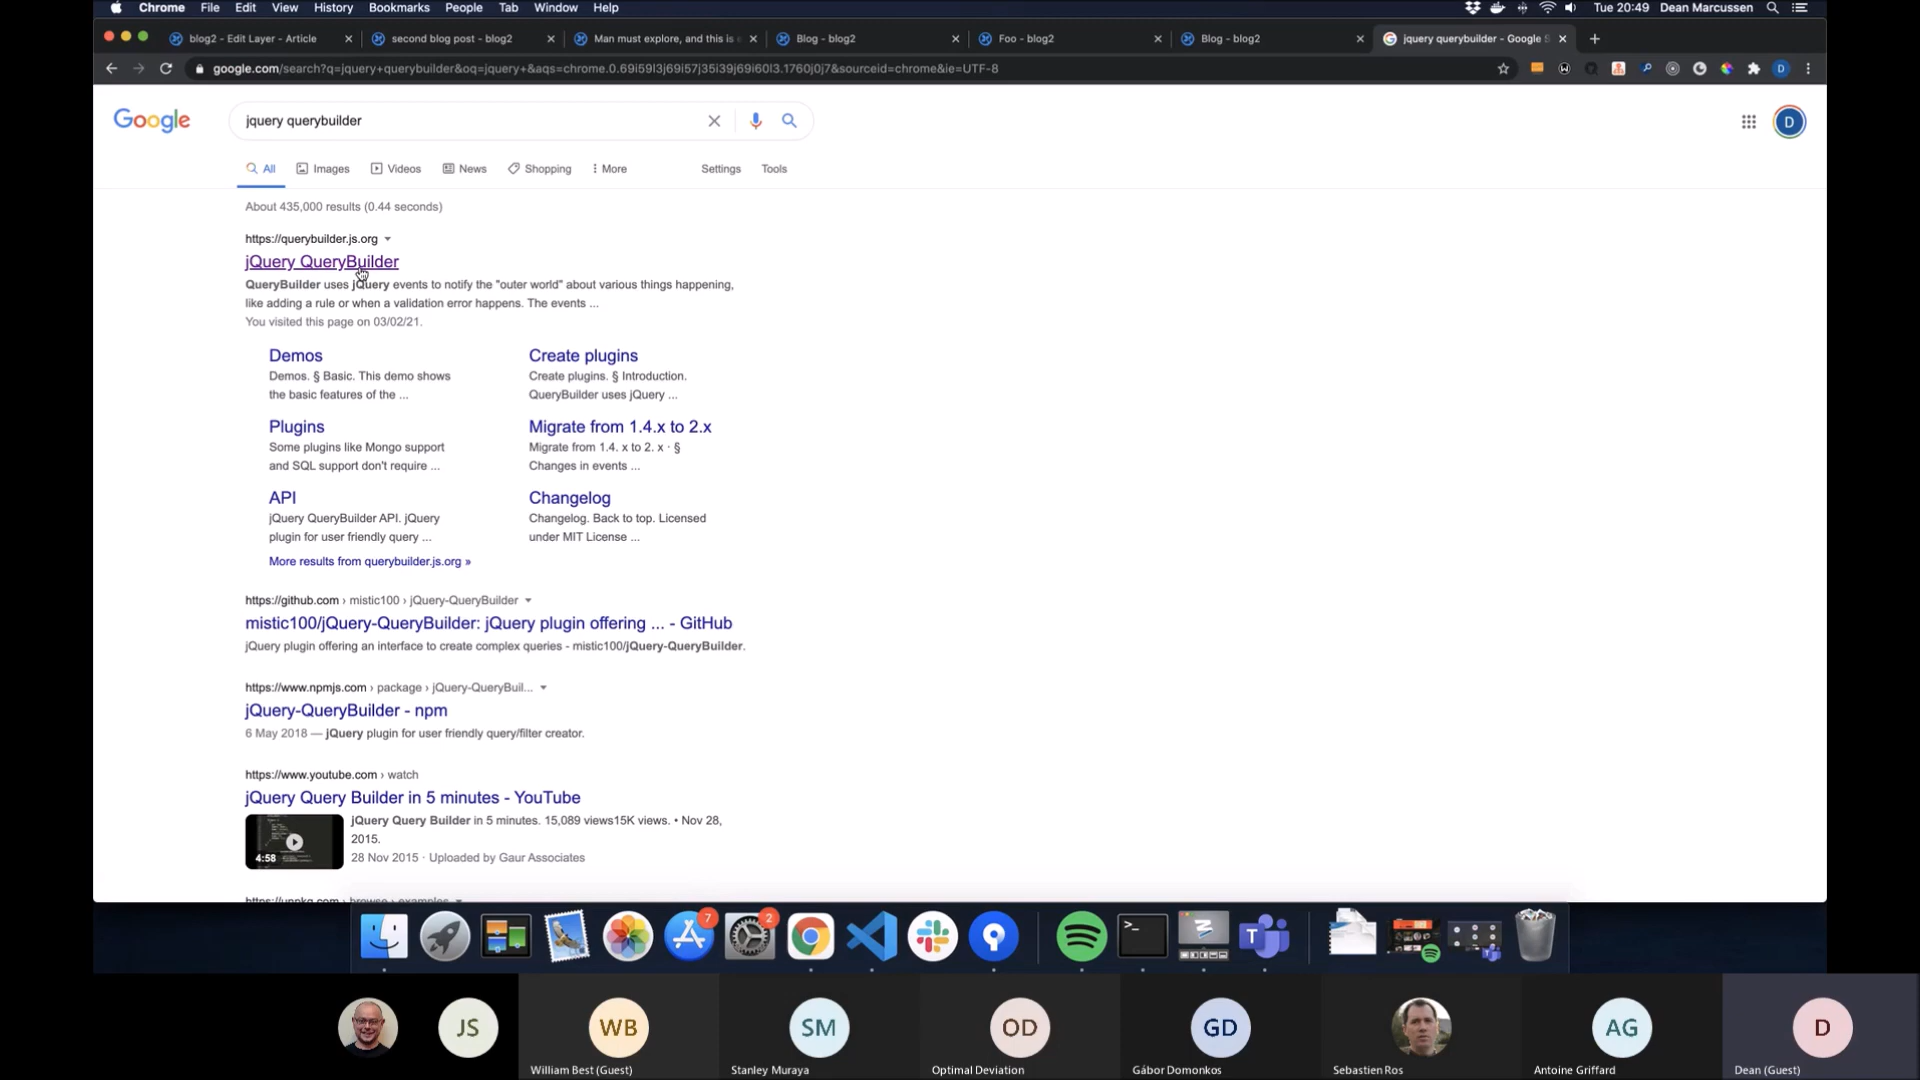 Chrome File Edit View History Bookmarks People Tab Window Help Tue 20:49 Dean Marcussen
blog2 - Edit Layer - Article
second blog post - blog2
Man must explore, and this is
Blog - blog2
Foo - blog2
Blog - blog2
jquery querybuilder - Google S
google.com/search?q=jquery+querybuilder&oq=jquery+&aqs=chrome.0.69i59l3j69i57j35i39j69i60l3.1760j0j7&sourceid=chrome&ie=UTF-8
Google
jquery querybuilder
D
All Images Videos News Shopping More Settings Tools
About 435,000 results (0.44 seconds)
https://querybuilder.js.org
jQuery QueryBuilder
QueryBuilder uses jQuery events to notify the "outer world" about various things happening,
like adding a rule or when a validation error happens. The events ...
You visited this page on 03/02/21.
Demos
Demos. § Basic. This demo shows
the basic features of the ...
Create plugins
Create plugins. § Introduction.
QueryBuilder uses jQuery ...
Plugins
Some plugins like Mongo support
and SQL support don't require ...
Migrate from 1.4.x to 2.x
Migrate from 1.4. x to 2. x · §
Changes in events ...
API
jQuery QueryBuilder API. jQuery
plugin for user friendly query ...
Changelog
Changelog. Back to top. Licensed
under MIT License ...
More results from querybuilder.js.org »
https://github.com › mistic100 › jQuery-QueryBuilder
mistic100/jQuery-QueryBuilder: jQuery plugin offering ... - GitHub
jQuery plugin offering an interface to create complex queries - mistic100/jQuery-QueryBuilder.
https://www.npmjs.com › package › jQuery-QueryBuil...
jQuery-QueryBuilder - npm
6 May 2018 — jQuery plugin for user friendly query/filter creator.
https://www.youtube.com › watch
jQuery Query Builder in 5 minutes - YouTube
jQuery Query Builder in 5 minutes. 15,089 views15K views. • Nov 28,
2015.
4:58
28 Nov 2015 · Uploaded by Gaur Associates
https://unpkg.com › browse › examples
7
2
JS
WB
SM
OD
GD
AG
D
William Best (Guest)
Stanley Muraya
Optimal Deviation
Gábor Domonkos
Sebastien Ros
Antoine Griffard
Dean (Guest)